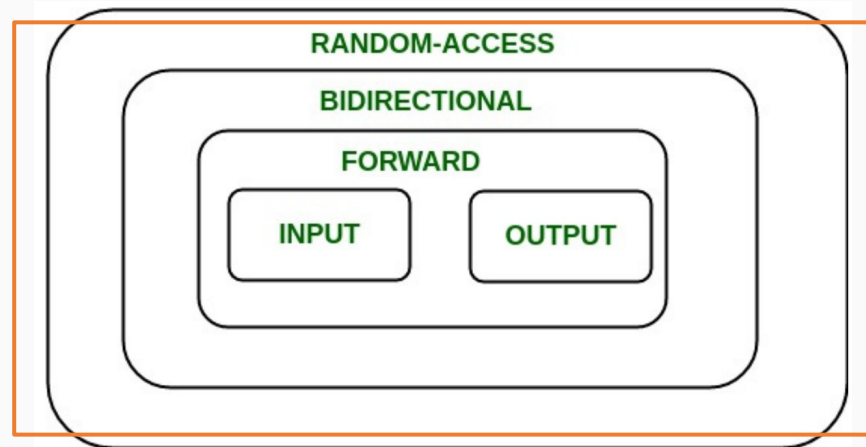 RANDOM-ACCESS
BIDIRECTIONAL
FORWARD
INPUT OUTPUT